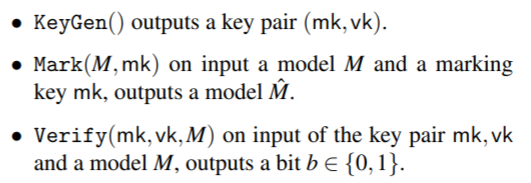 • KeyGen() outputs a key pair (mk,vk).
• Mark(M,mk) on input a model M and a marking
key mk, outputs a model M̂.
• Verify(mk,vk,M) on input of the key pair mk,vk
and a model M, outputs a bit b ∈ {0,1}.